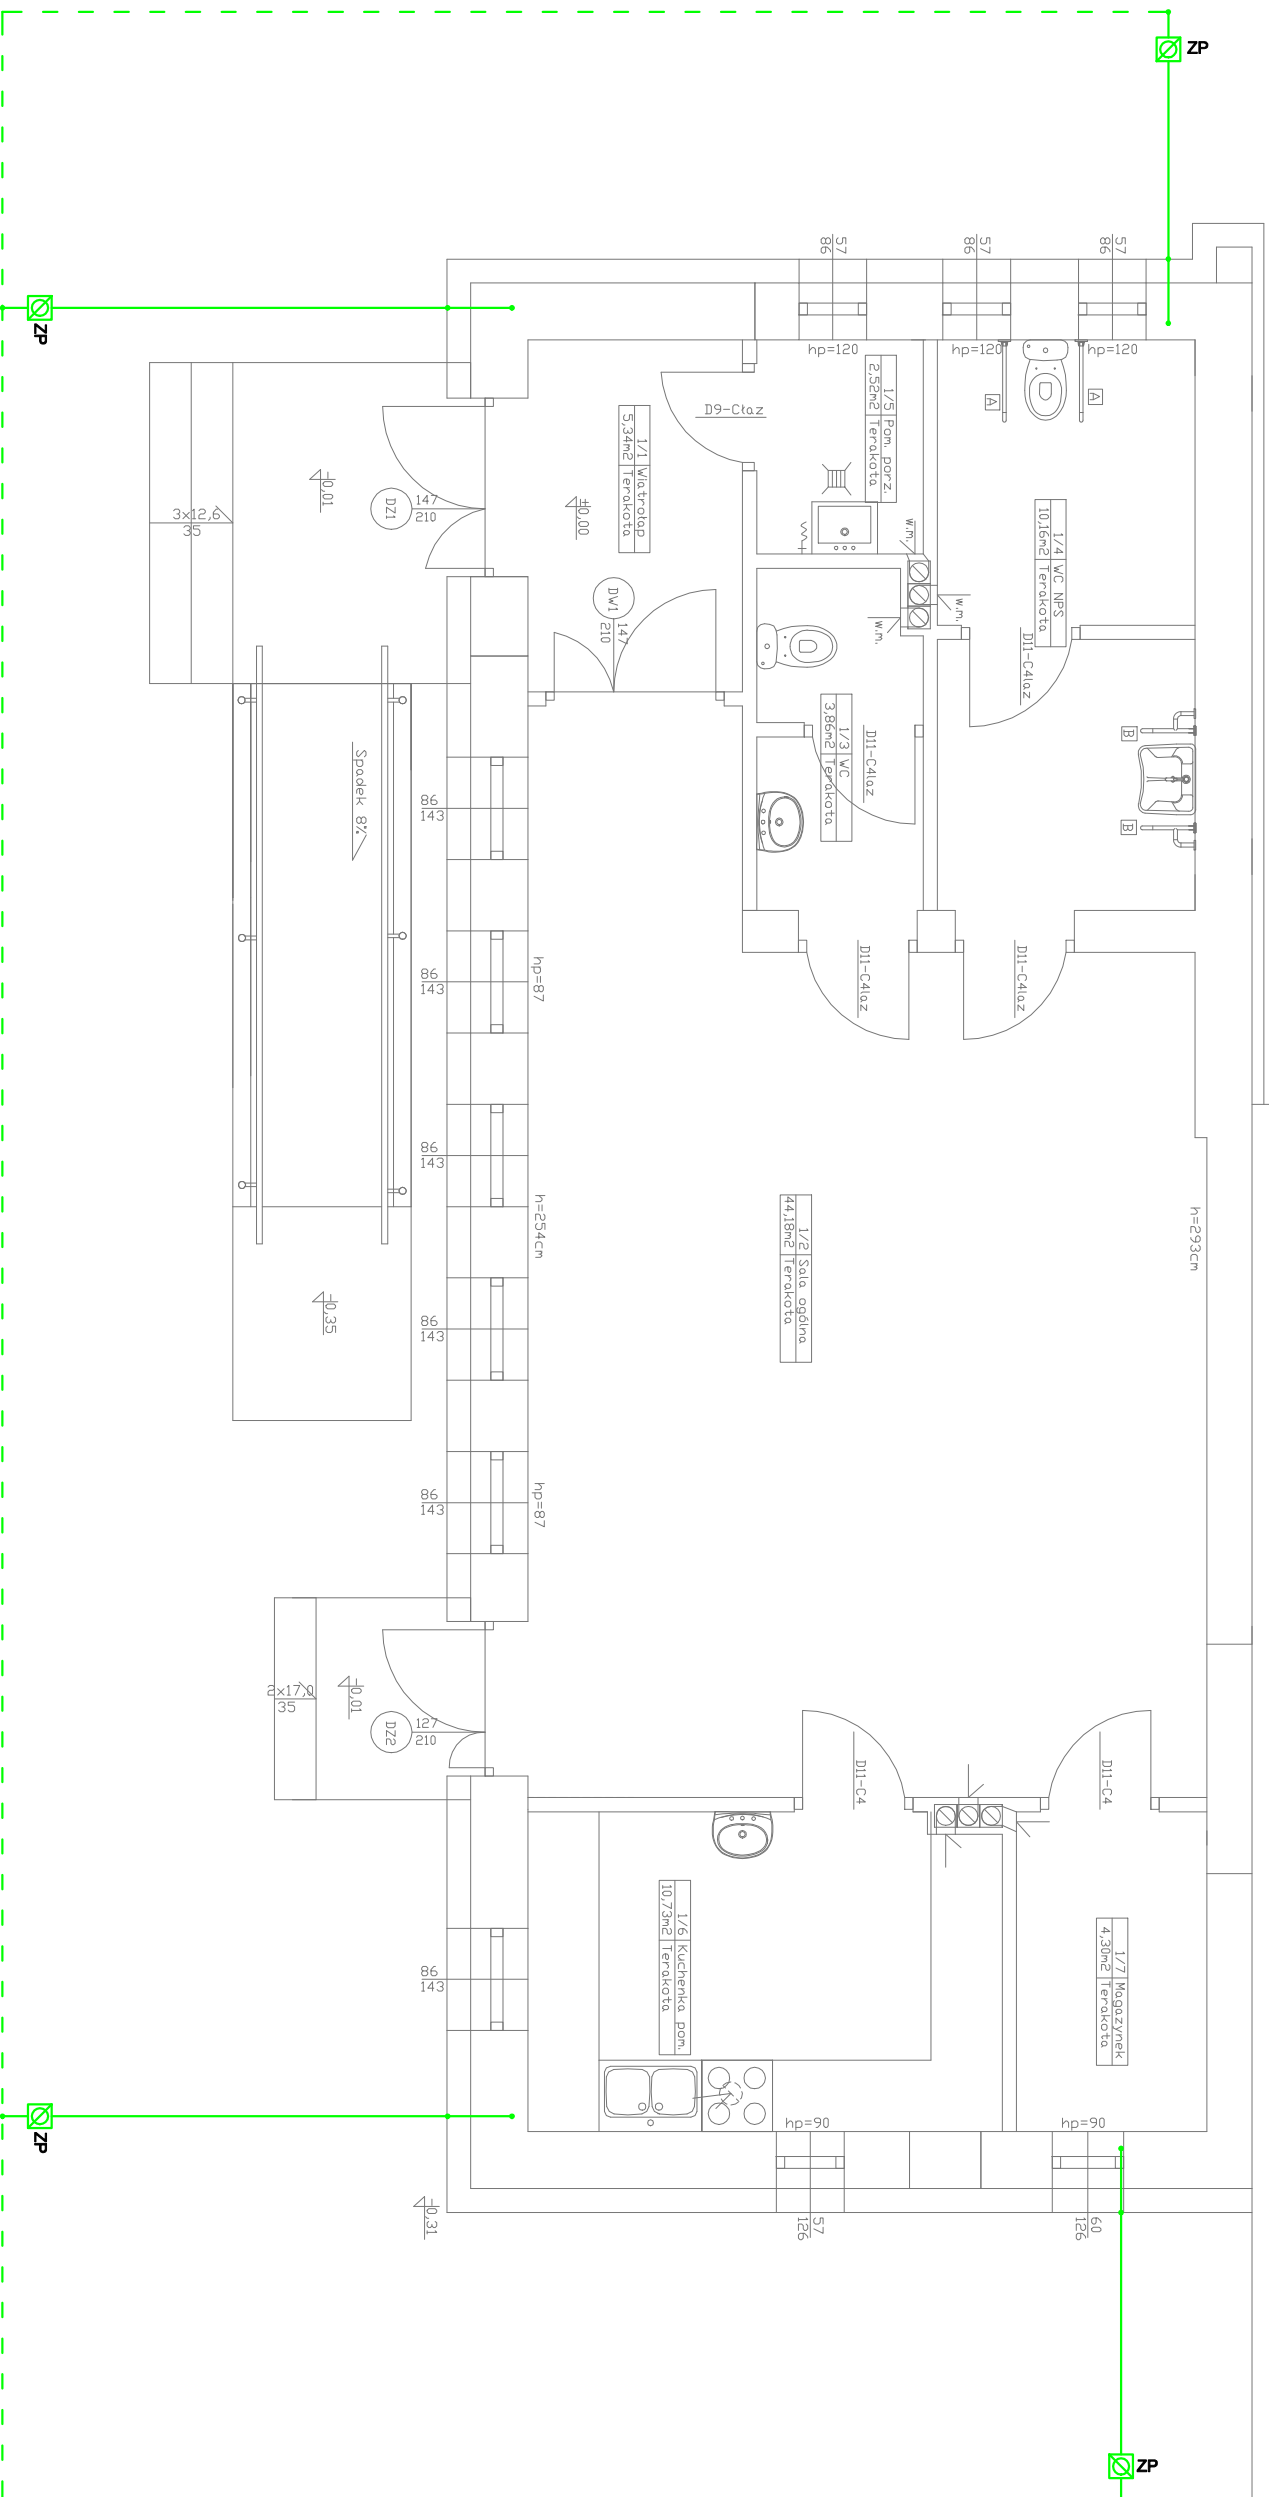 ZP
57
86
57
86
57
86
ZP
hp=120
hp=120
hp=120
A
A
D9-Cłaz
1/5 Pom. porz.
2,52m2 Terakota
1/1 Wiatrołap
5,34m2 Terakota
-0,01
±0,00
DZ1
147
210
3x12,6
35
1/4 WC NPS
10,16m2 Terakota
w.m.
w.m.
w.m.
DW1
147
210
D11-C4laz
1/3 WC
3,86m2 Terakota
D11-C4laz
B
B
Spadek 8%
86
143
D11-C4laz
D11-C4laz
hp=87
86
143
86
143
h=254cm
1/2 Sala ogólna
44,18m2 Terakota
h=293cm
-0,35
86
143
hp=87
86
143
2x17,0
35
-0,01
DZ2
127
210
D11-C4
D11-C4
1/6 Kuchenka pom.
10,73m2 Terakota
1/7 Magazynek
4,30m2 Terakota
86
143
hp=90
hp=90
ZP
-0,31
57
126
60
126
ZP